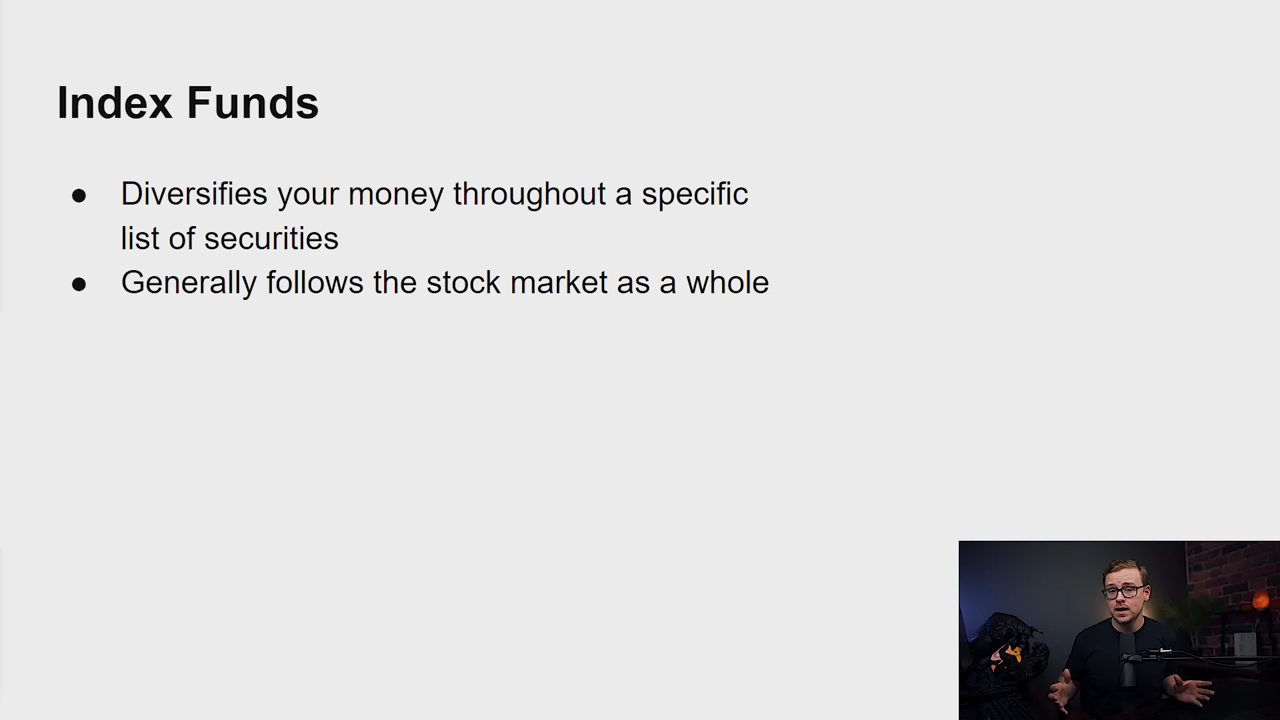 Index Funds
● Diversifies your money throughout a specific
list of securities
● Generally follows the stock market as a whole